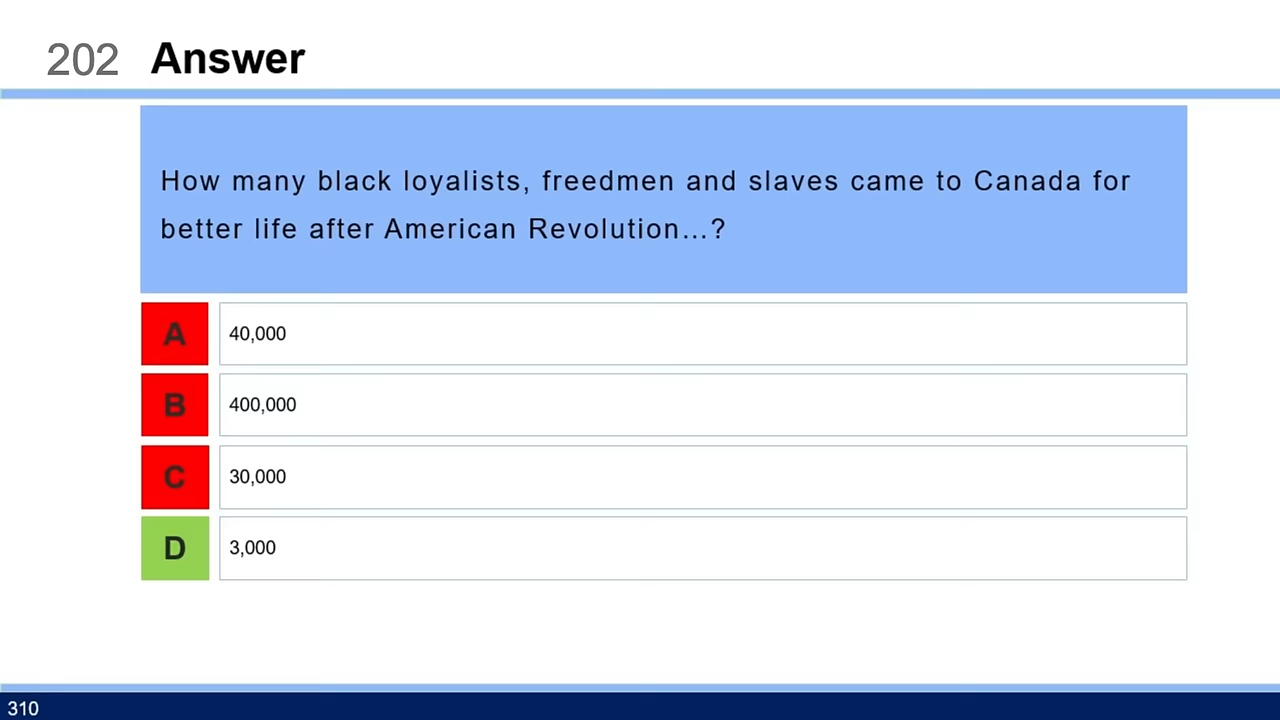 202 Answer
How many black loyalists, freedmen and slaves came to Canada for
better life after American Revolution...?
A 40,000
B 400,000
C 30,000
D 3,000
310